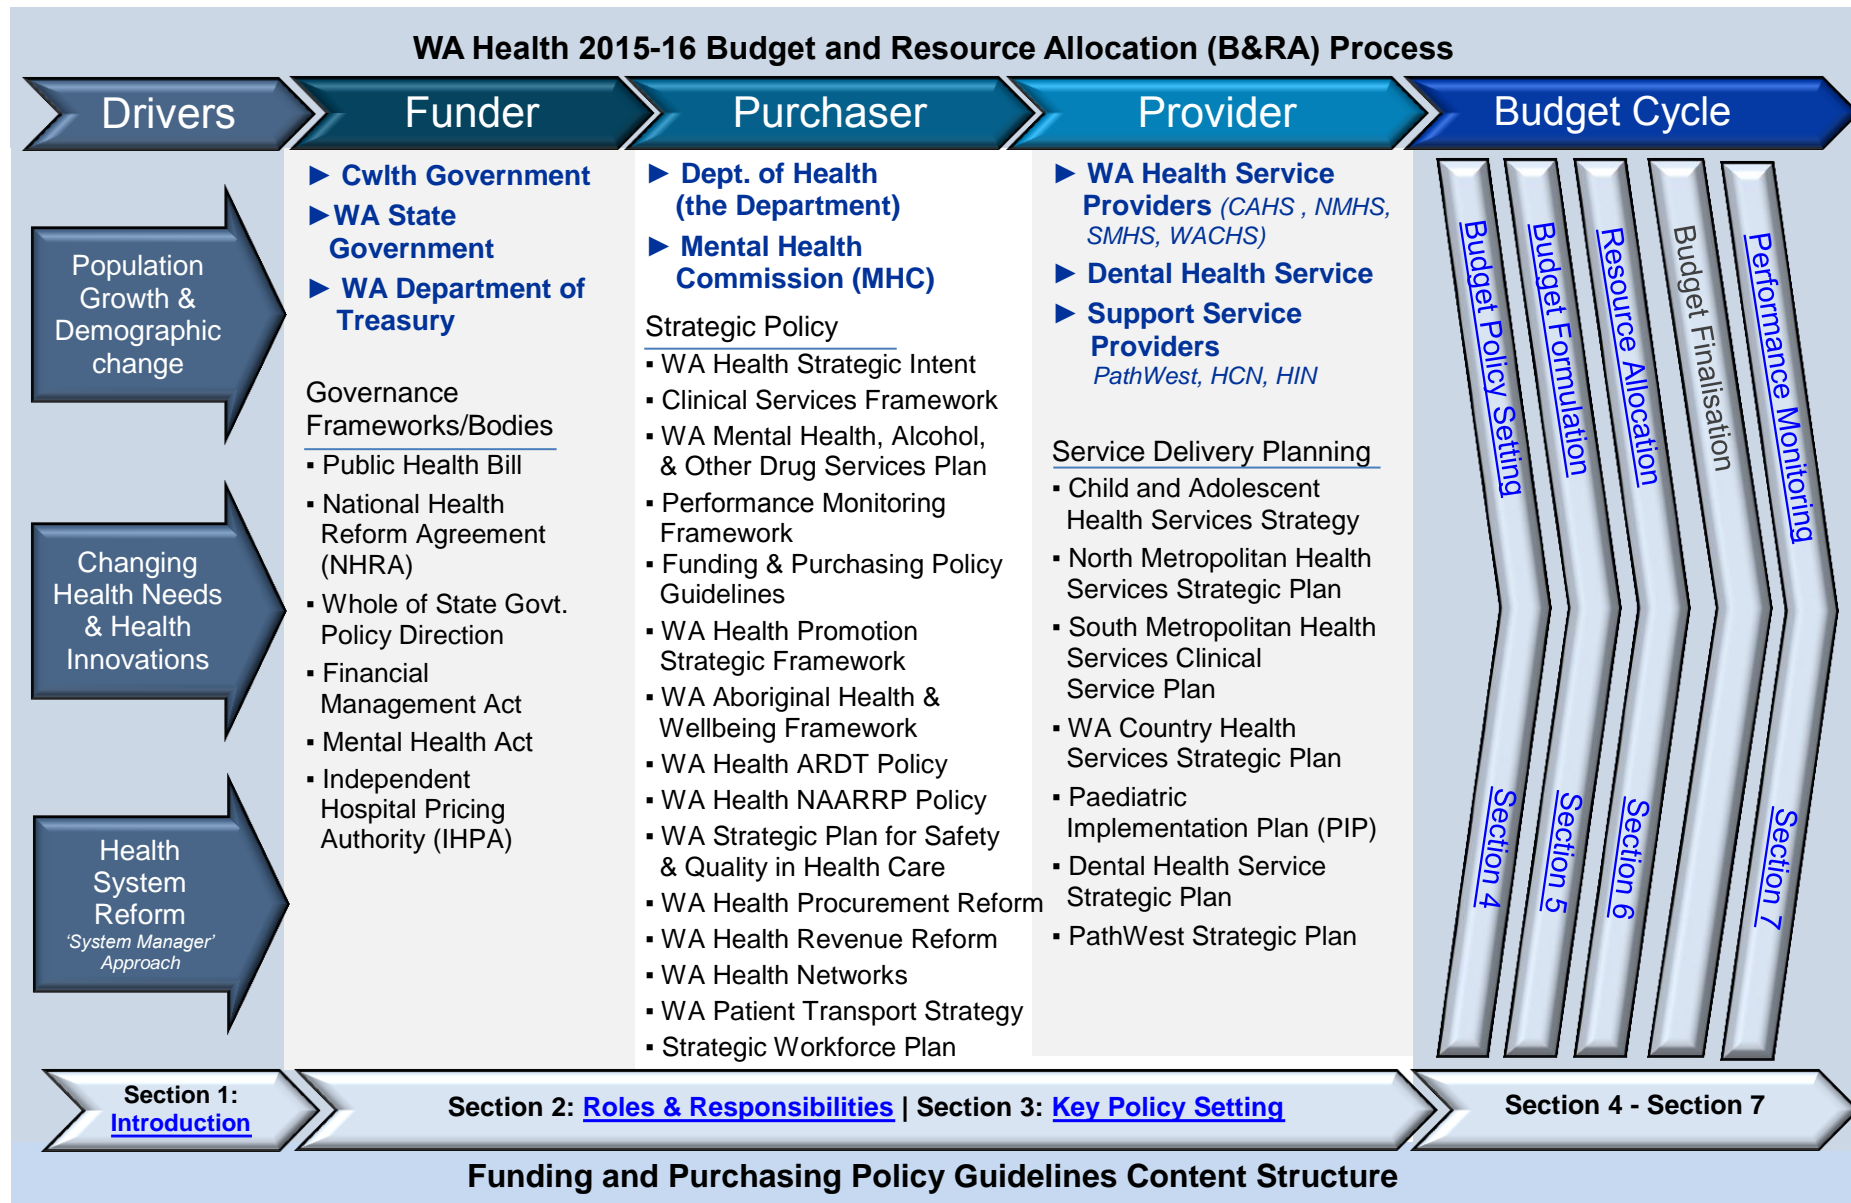 WA Health 2015-16 Budget and Resource Allocation (B&RA) Process
Drivers
Funder
Purchaser
Provider
Budget Cycle
Population
Growth &
Demographic
change
Changing
Health Needs
& Health
Innovations
Health
System
Reform
'System Manager'
Approach
► Cwlth Government
►WA State
Government
► WA Department of
Treasury
Governance
Frameworks/Bodies
▪ Public Health Bill
▪ National Health
Reform Agreement
(NHRA)
▪ Whole of State Govt.
Policy Direction
▪ Financial
Management Act
▪ Mental Health Act
▪ Independent
Hospital Pricing
Authority (IHPA)
► Dept. of Health
(the Department)
► Mental Health
Commission (MHC)
Strategic Policy
▪ WA Health Strategic Intent
▪ Clinical Services Framework
▪ WA Mental Health, Alcohol,
& Other Drug Services Plan
▪ Performance Monitoring
Framework
▪ Funding & Purchasing Policy
Guidelines
▪ WA Health Promotion
Strategic Framework
▪ WA Aboriginal Health &
Wellbeing Framework
▪ WA Health ARDT Policy
▪ WA Health NAARRP Policy
▪ WA Strategic Plan for Safety
& Quality in Health Care
▪ WA Health Procurement Reform
▪ WA Health Revenue Reform
▪ WA Health Networks
▪ WA Patient Transport Strategy
▪ Strategic Workforce Plan
► WA Health Service
Providers (CAHS , NMHS,
SMHS, WACHS)
► Dental Health Service
► Support Service
Providers
PathWest, HCN, HIN
Service Delivery Planning
▪ Child and Adolescent
Health Services Strategy
▪ North Metropolitan Health
Services Strategic Plan
▪ South Metropolitan Health
Services Clinical
Service Plan
▪ WA Country Health
Services Strategic Plan
▪ Paediatric
Implementation Plan (PIP)
▪ Dental Health Service
Strategic Plan
▪ PathWest Strategic Plan
Budget Policy Setting
Section 4
Budget Formulation
Section 5
Resource Allocation
Section 6
Budget Finalisation
Performance Monitoring
Section 7
Section 1:
Introduction
Section 2: Roles & Responsibilities | Section 3: Key Policy Setting
Section 4 - Section 7
Funding and Purchasing Policy Guidelines Content Structure